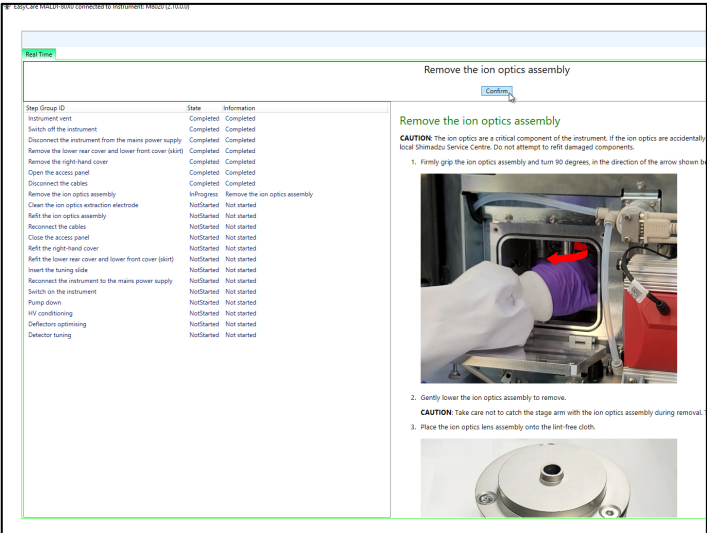 EasyCare MALDI-80X0 connected to Instrument: M8020 (2.10.0.0)
Real Time
Remove the ion optics assembly
Confirm
Step Group ID State Information
Instrument vent Completed Completed
Switch off the instrument Completed Completed
Disconnect the instrument from the mains power supply Completed Completed
Remove the lower rear cover and lower front cover (skirt) Completed Completed
Remove the right-hand cover Completed Completed
Open the access panel Completed Completed
Disconnect the cables Completed Completed
Remove the ion optics assembly InProgress Remove the ion optics assembly
Clean the ion optics extraction electrode NotStarted Not started
Refit the ion optics assembly NotStarted Not started
Reconnect the cables NotStarted Not started
Close the access panel NotStarted Not started
Refit the right-hand cover NotStarted Not started
Refit the lower rear cover and lower front cover (skirt) NotStarted Not started
Insert the tuning slide NotStarted Not started
Reconnect the instrument to the mains power supply NotStarted Not started
Switch on the instrument NotStarted Not started
Pump down NotStarted Not started
HV conditioning NotStarted Not started
Deflectors optimising NotStarted Not started
Detector tuning NotStarted Not started
Remove the ion optics assembly
CAUTION: The ion optics are a critical component of the instrument. If the ion optics are accidentally
local Shimadzu Service Centre. Do not attempt to refit damaged components.
1. Firmly grip the ion optics assembly and turn 90 degrees, in the direction of the arrow shown
2. Gently lower the ion optics assembly to remove.
CAUTION: Take care not to catch the stage arm with the ion optics assembly during removal.
3. Place the ion optics lens assembly onto the lint-free cloth.